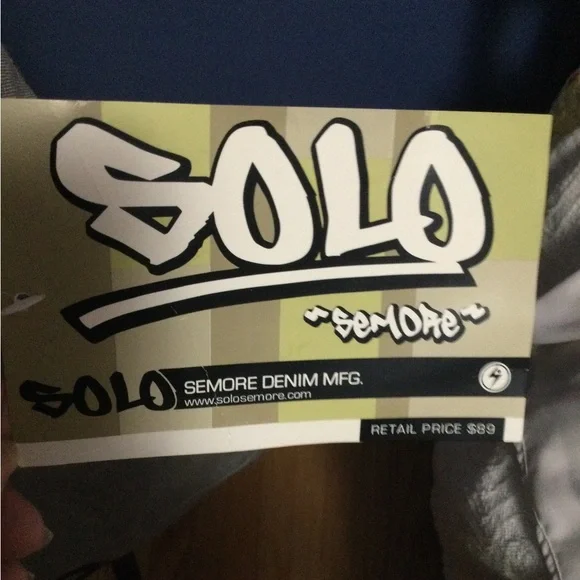 SOLO
~SEMORE~
SOLO
SEMORE DENIM MFG.
www.solosemore.com
RETAIL PRICE $89